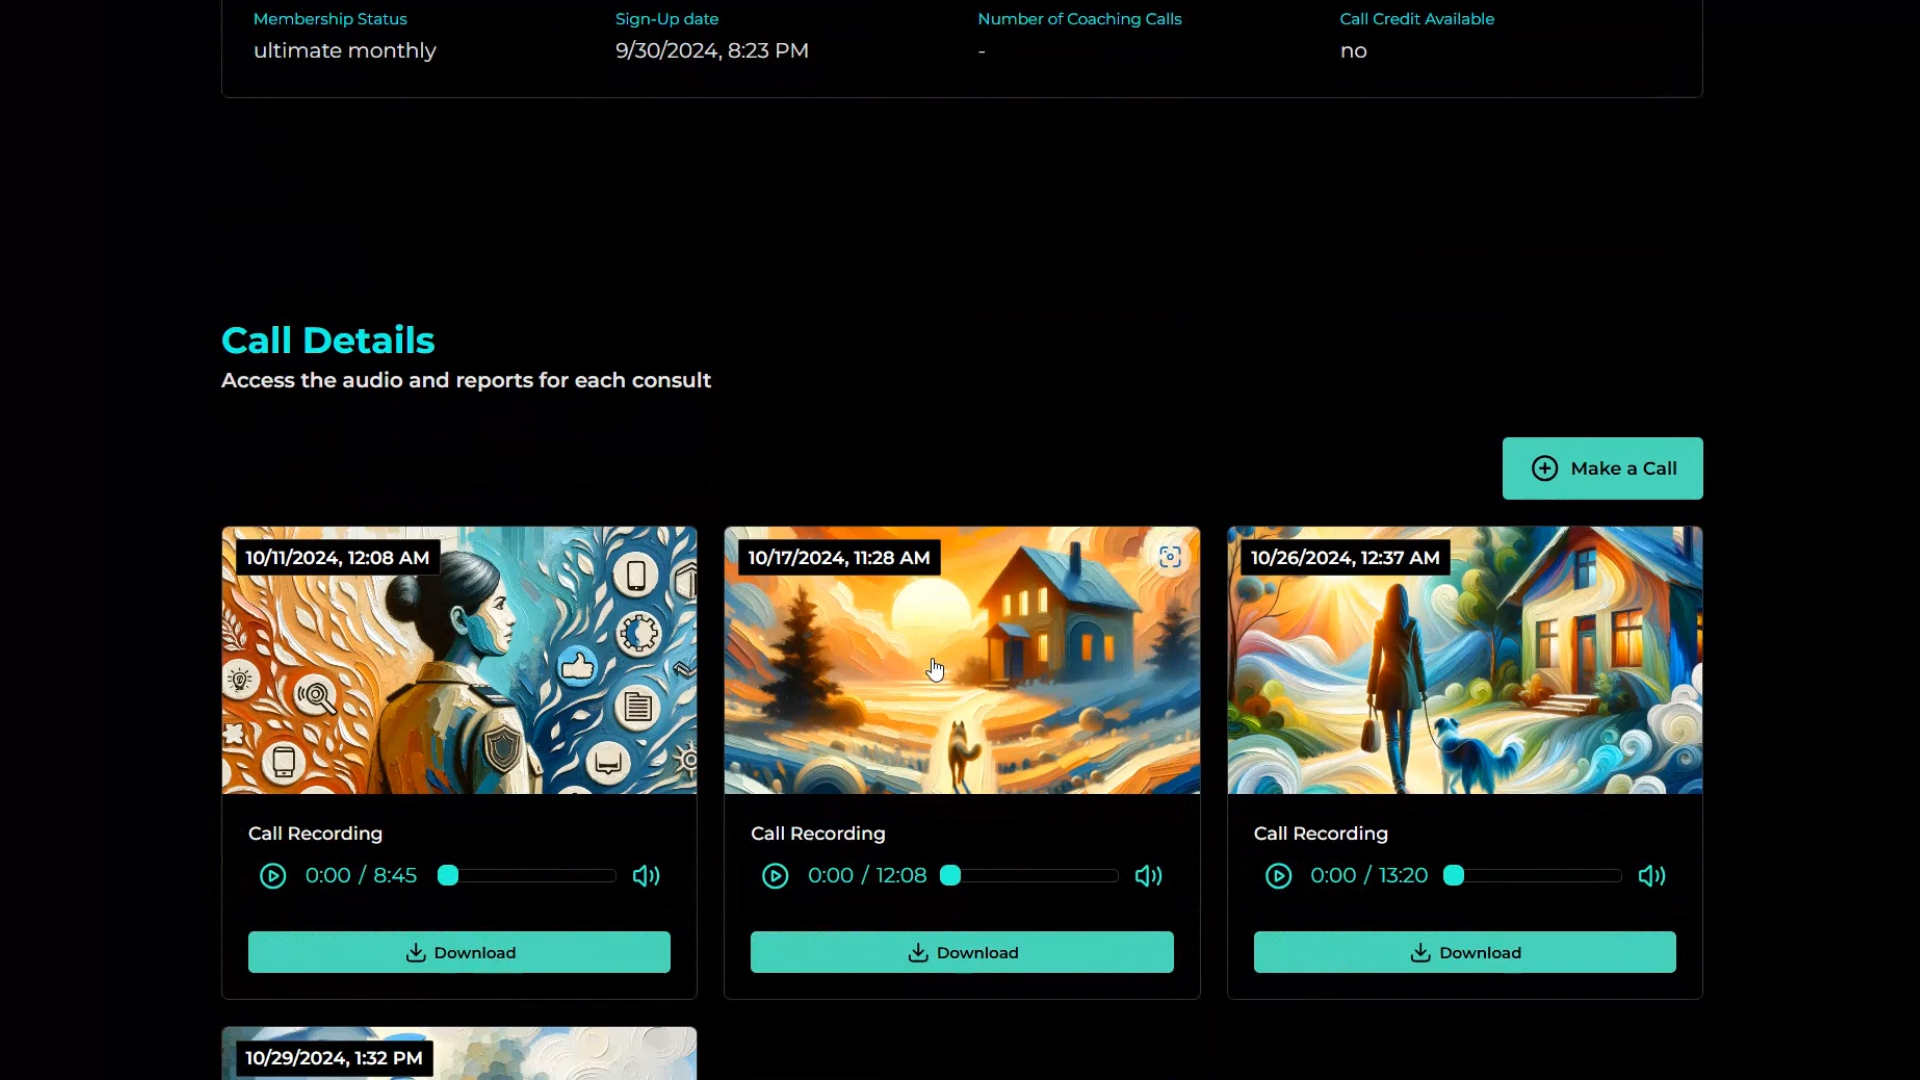 Membership Status
Sign-Up date
Number of Coaching Calls
Call Credit Available
ultimate monthly
9/30/2024, 8:23 PM
-
no
Call Details
Access the audio and reports for each consult
Make a Call
10/11/2024, 12:08 AM
10/17/2024, 11:28 AM
10/26/2024, 12:37 AM
Call Recording
Call Recording
Call Recording
0:00 / 8:45
0:00 / 12:08
0:00 / 13:20
Download
Download
Download
10/29/2024, 1:32 PM